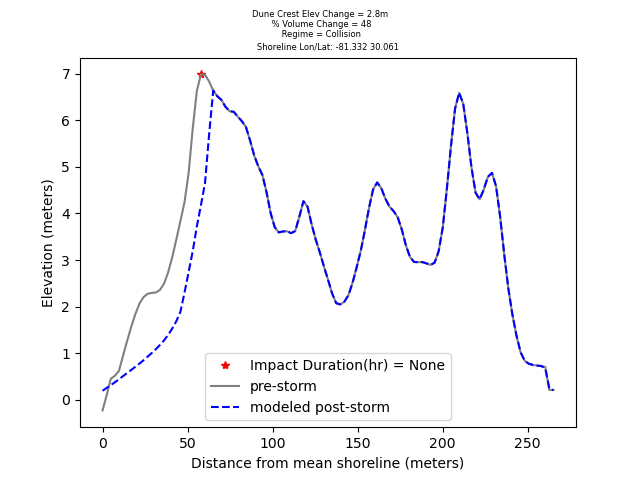 Dune Crest Elev Change = 2.8m
% Volume Change = 48
Regime = Collision
Shoreline Lon/Lat: -81.332 30.061
7
6
5
4
3
2
1
0
Elevation (meters)
Impact Duration(hr) = None
pre-storm
modeled post-storm
0 50 100 150 200 250
Distance from mean shoreline (meters)